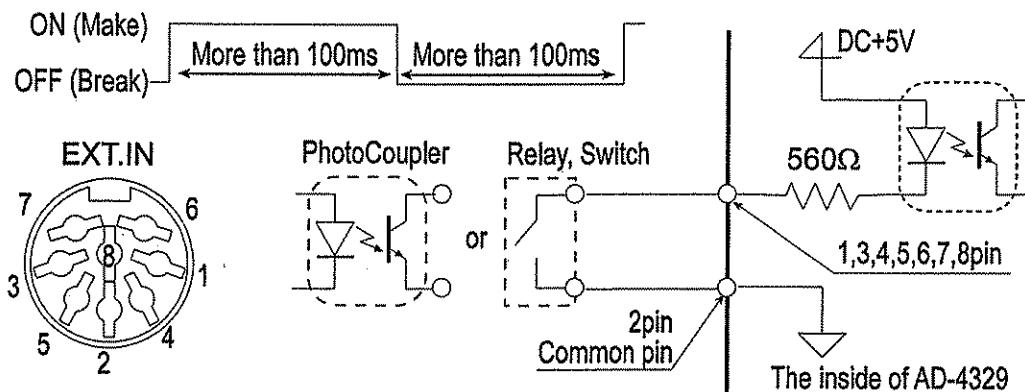 ON (Make)
More than 100ms
More than 100ms
OFF (Break)
DC+5V
EXT.IN
PhotoCoupler
Relay, Switch
560Ω
7
6
8
or
3
1
1,3,4,5,6,7,8pin
5
4
2
2pin
Common pin
The inside of AD-4329